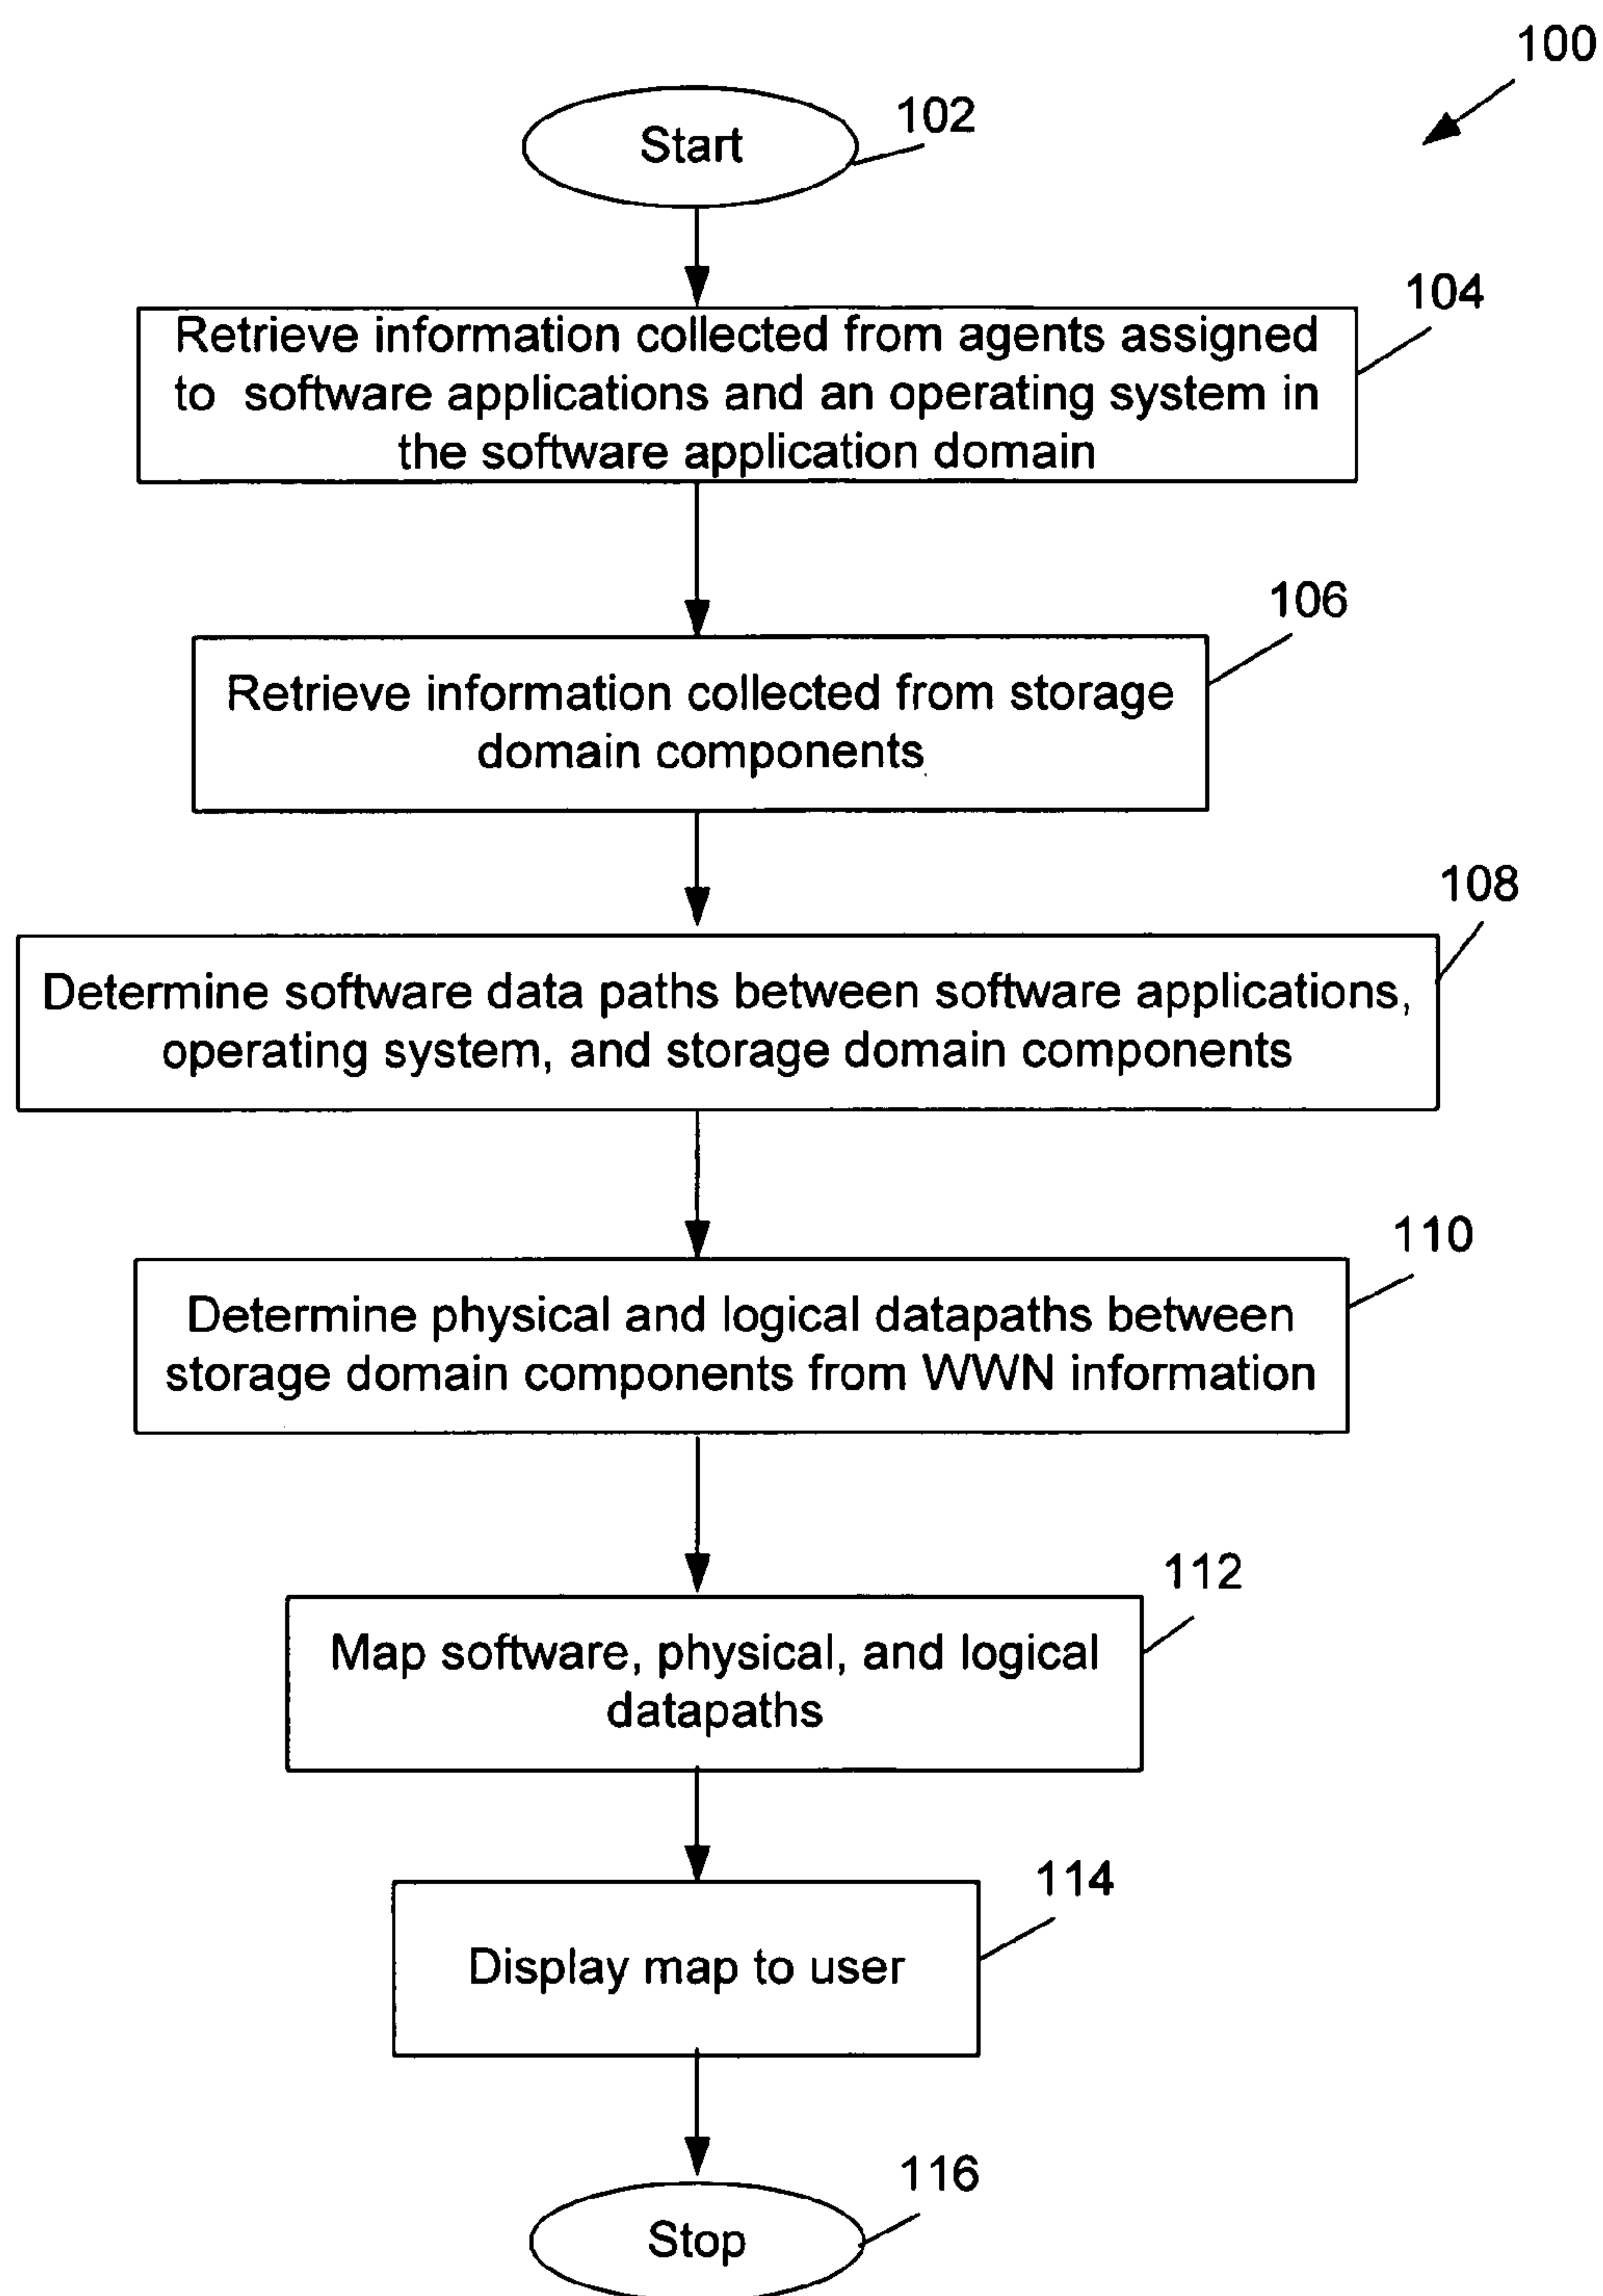 100
Start
102
104
Retrieve information collected from agents assigned
to software applications and an operating system in
the software application domain
106
Retrieve information collected from storage
domain components
108
Determine software data paths between software applications,
operating system, and storage domain components
110
Determine physical and logical datapaths between
storage domain components from WWN information
112
Map software, physical, and logical
datapaths
114
Display map to user
116
Stop